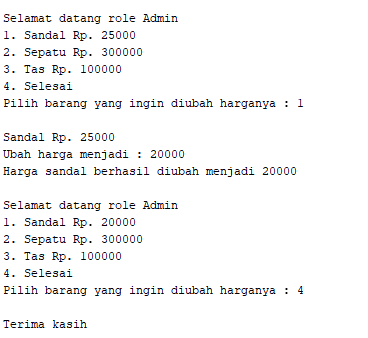 Selamat datang role Admin
1. Sandal Rp. 25000
2. Sepatu Rp. 300000
3. Tas Rp. 100000
4. Selesai
Pilih barang yang ingin diubah harganya : 1
Sandal Rp. 25000
Ubah harga menjadi : 20000
Harga sandal berhasil diubah menjadi 20000
Selamat datang role Admin
1. Sandal Rp. 20000
2. Sepatu Rp. 300000
3. Tas Rp. 100000
4. Selesai
Pilih barang yang ingin diubah harganya : 4
Terima kasih